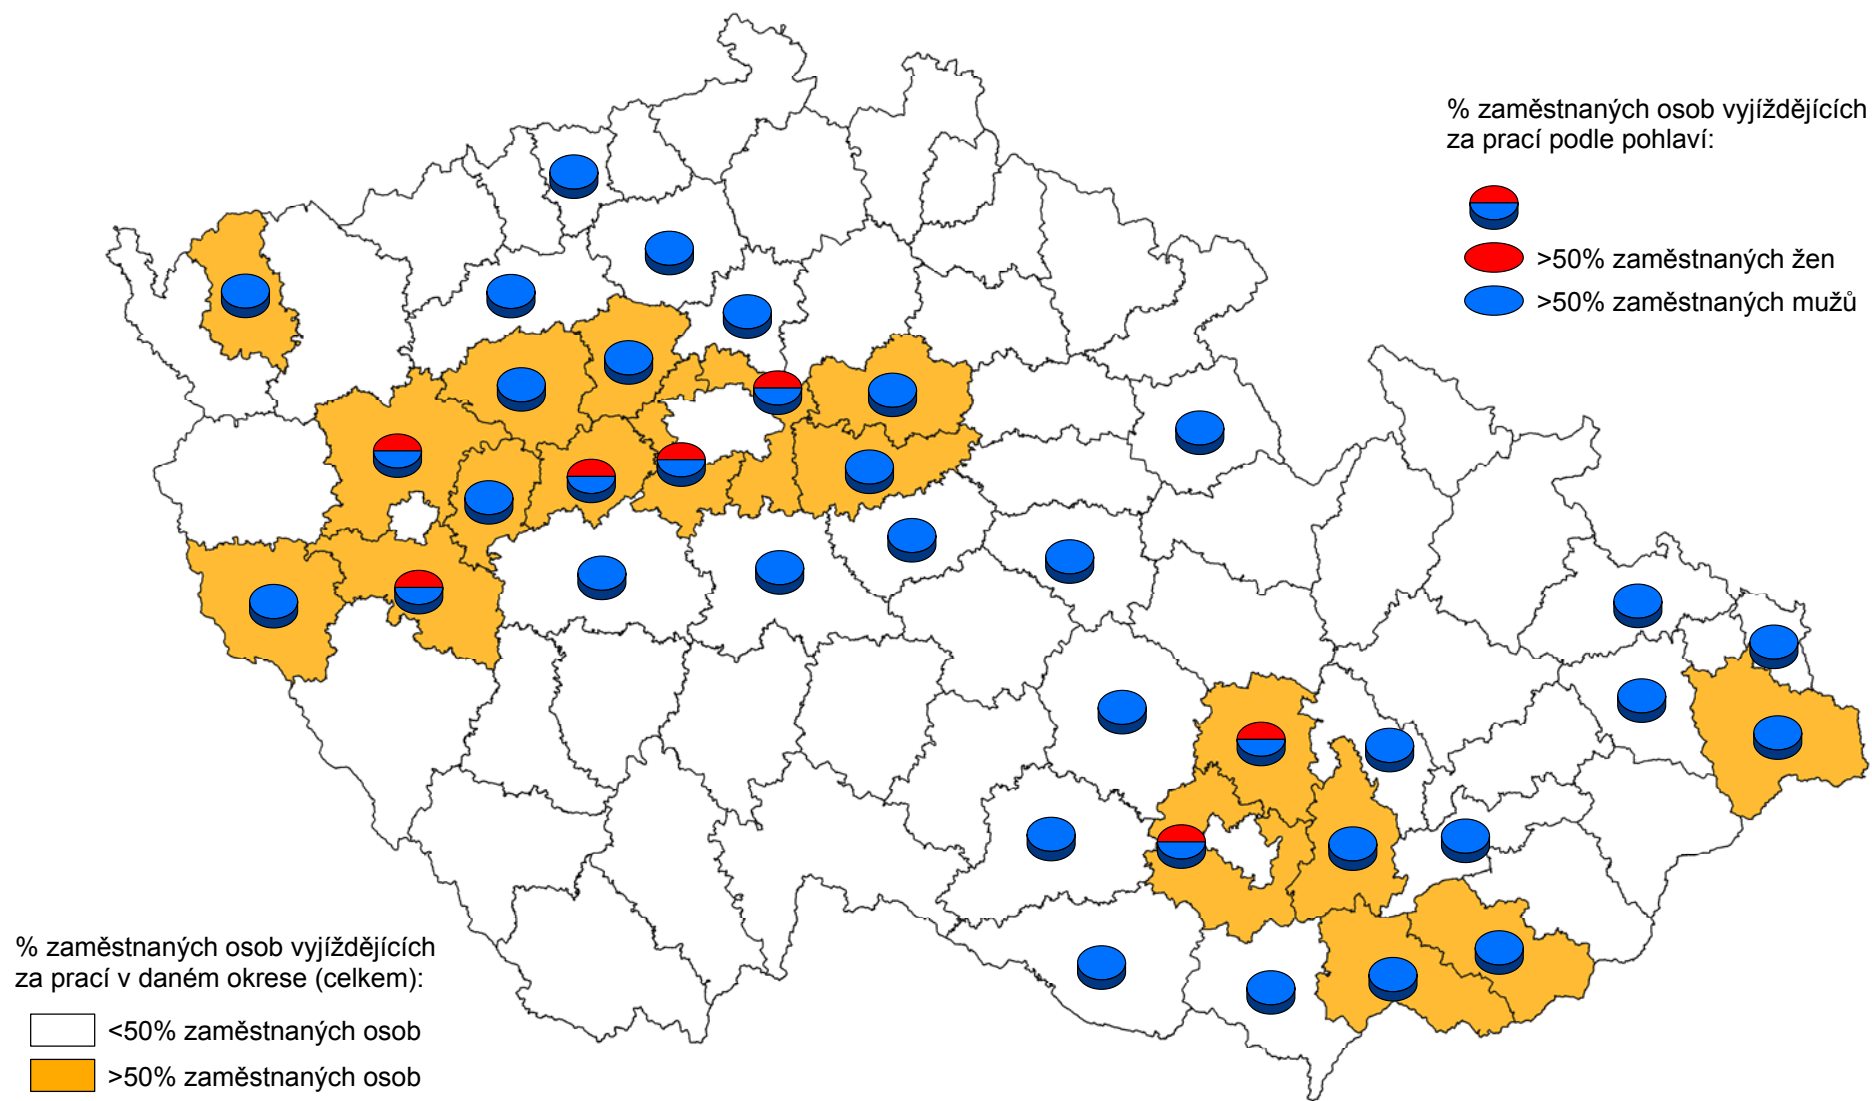 % zaměstnaných osob vyjíždějících
za prací podle pohlaví:
>50% zaměstnaných žen
>50% zaměstnaných mužů
% zaměstnaných osob vyjíždějících
za prací v daném okrese (celkem):
<50% zaměstnaných osob
>50% zaměstnaných osob